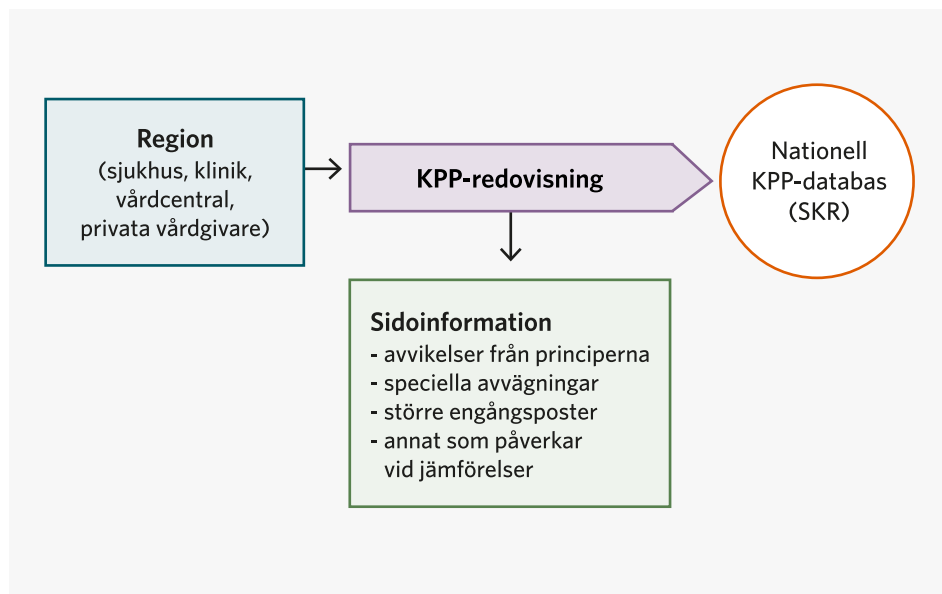 Region
(sjukhus, klinik,
vårdcentral,
privata vårdgivare)
KPP-redovisning
Nationell
KPP-databas
(SKR)
Sidoinformation
- avvikelser från principerna
- speciella avvägningar
- större engångsposter
- annat som påverkar
vid jämförelser